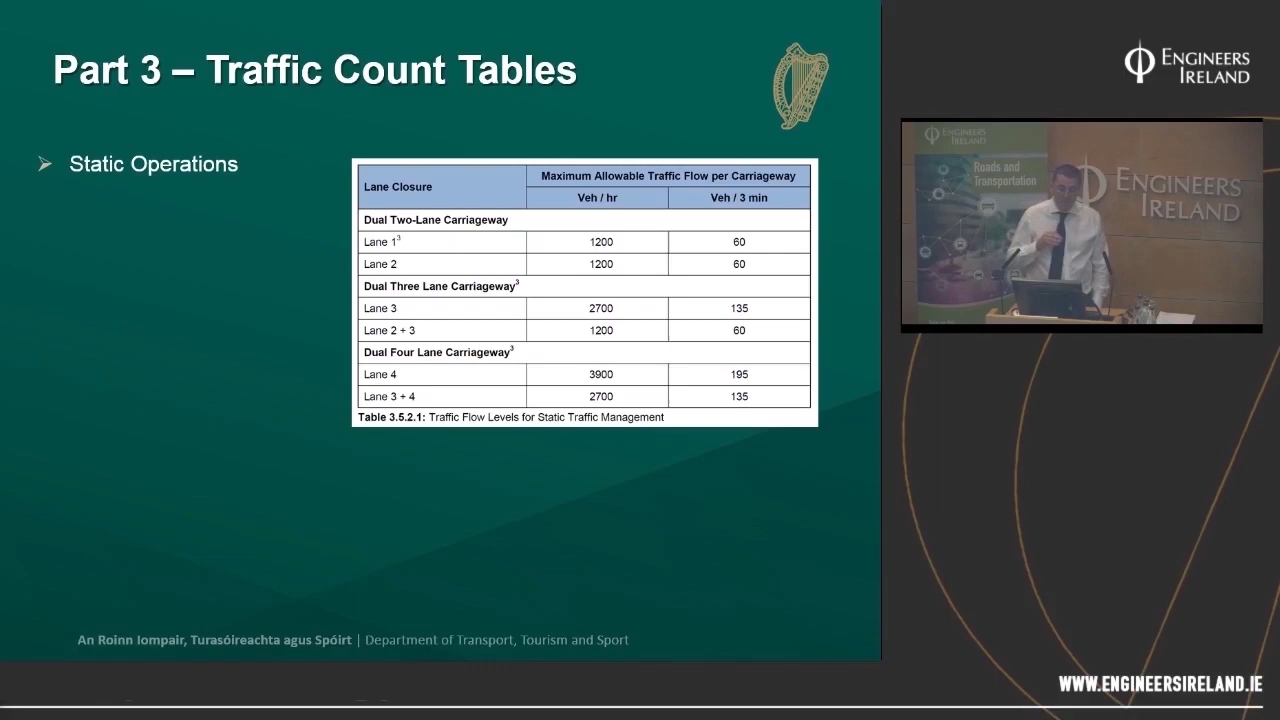 Part 3 – Traffic Count Tables
➢ Static Operations
Lane Closure
Maximum Allowable Traffic Flow per Carriageway
Veh / hr Veh / 3 min
Dual Two-Lane Carriageway
Lane 1³ 1200 60
Lane 2 1200 60
Dual Three Lane Carriageway³
Lane 3 2700 135
Lane 2 + 3 1200 60
Dual Four Lane Carriageway³
Lane 4 3900 195
Lane 3 + 4 2700 135
Table 3.5.2.1: Traffic Flow Levels for Static Traffic Management
An Roinn Iompair, Turasóireachta agus Spóirt | Department of Transport, Tourism and Sport
ENGINEERS
IRELAND
ENGINEERS
IRELAND
Roads and
Transportation
ENGINEERS
IRELAND
WWW.ENGINEERSIRELAND.IE